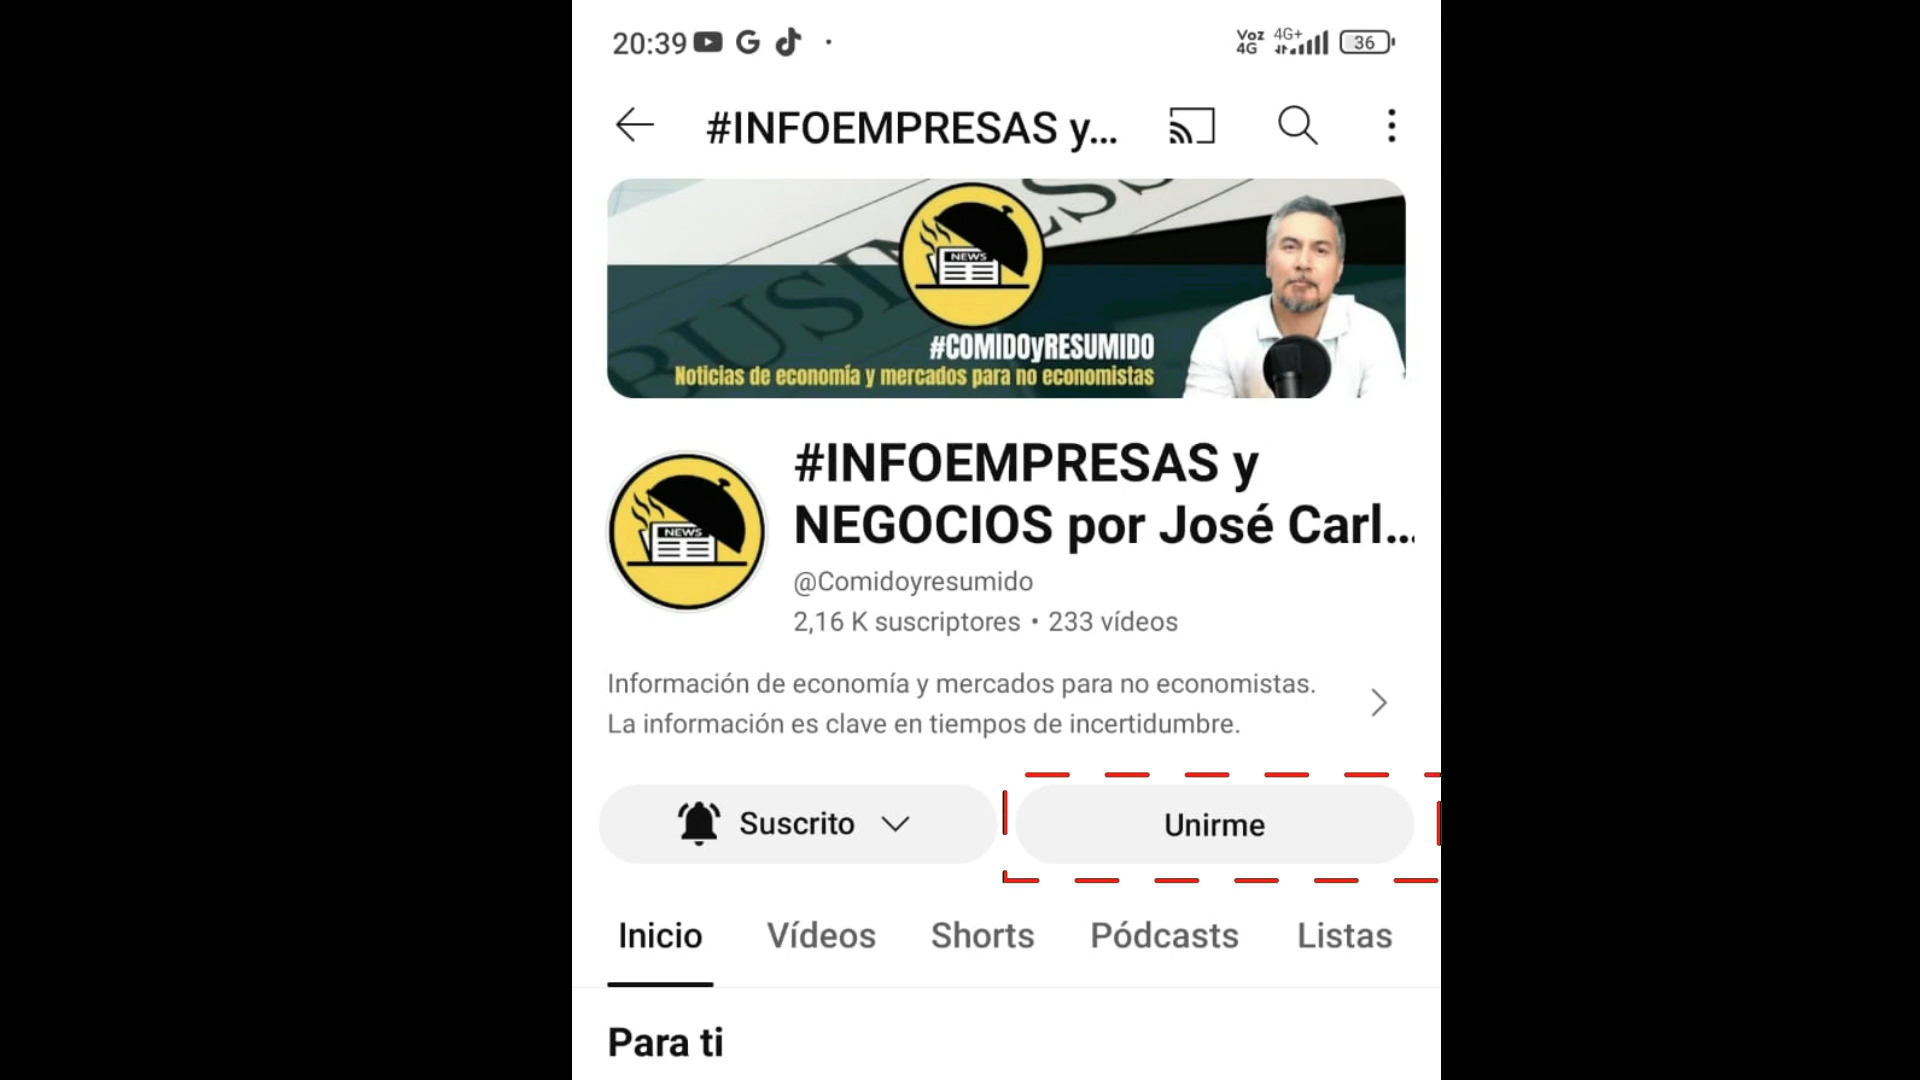 20:39
Voz 4G 4G+ 36
#INFOEMPRESAS y...
BUSINESS
NEWS
#COMIDOyRESUMIDO
Noticias de economía y mercados para no economistas
#INFOEMPRESAS y
NEGOCIOS por José Carl...
NEWS
@Comidoyresumido
2,16 K suscriptores • 233 vídeos
Información de economía y mercados para no economistas.
La información es clave en tiempos de incertidumbre.
Suscrito
Unirme
Inicio Vídeos Shorts Pódcasts Listas
Para ti